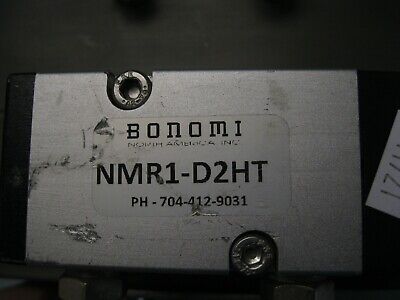 BONOMI
NORTH AMERICA INC
NMR1-D2HT
PH - 704-412-9031